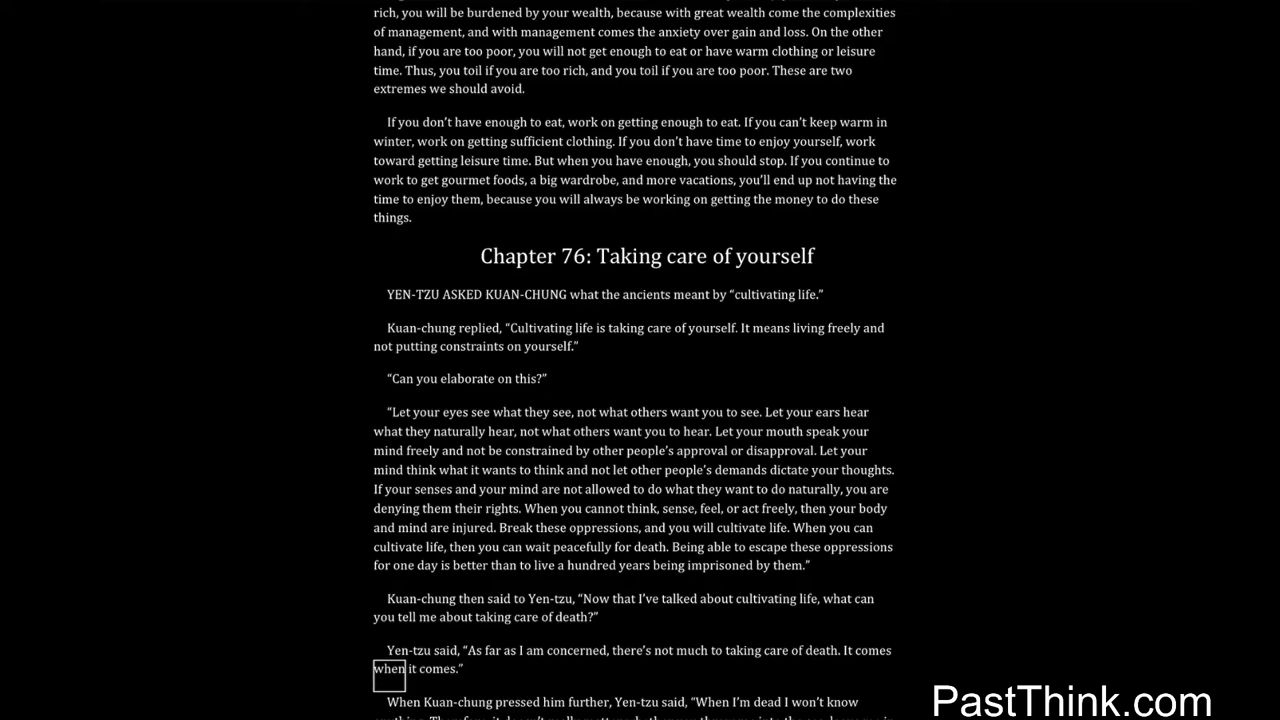 rich, you will be burdened by your wealth, because with great wealth come the complexities
of management, and with management comes the anxiety over gain and loss. On the other
hand, if you are too poor, you will not get enough to eat or have warm clothing or leisure
time. Thus, you toil if you are too rich, and you toil if you are too poor. These are two
extremes we should avoid.
If you don’t have enough to eat, work on getting enough to eat. If you can’t keep warm in
winter, work on getting sufficient clothing. If you don’t have time to enjoy yourself, work
toward getting leisure time. But when you have enough, you should stop. If you continue to
work to get gourmet foods, a big wardrobe, and more vacations, you’ll end up not having the
time to enjoy them, because you will always be working on getting the money to do these
things.
Chapter 76: Taking care of yourself
YEN-TZU ASKED KUAN-CHUNG what the ancients meant by “cultivating life.”
Kuan-chung replied, “Cultivating life is taking care of yourself. It means living freely and
not putting constraints on yourself.”
“Can you elaborate on this?”
“Let your eyes see what they see, not what others want you to see. Let your ears hear
what they naturally hear, not what others want you to hear. Let your mouth speak your
mind freely and not be constrained by other people’s approval or disapproval. Let your
mind think what it wants to think and not let other people’s demands dictate your thoughts.
If your senses and your mind are not allowed to do what they want to do naturally, you are
denying them their rights. When you cannot think, sense, feel, or act freely, then your body
and mind are injured. Break these oppressions, and you will cultivate life. When you can
cultivate life, then you can wait peacefully for death. Being able to escape these oppressions
for one day is better than to live a hundred years being imprisoned by them.”
Kuan-chung then said to Yen-tzu, “Now that I’ve talked about cultivating life, what can
you tell me about taking care of death?”
Yen-tzu said, “As far as I am concerned, there’s not much to taking care of death. It comes
when it comes.”
When Kuan-chung pressed him further, Yen-tzu said, “When I’m dead I won’t know
PastThink.com